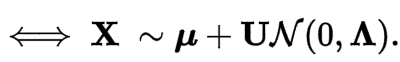 ⟺ X ∼ μ + U𝒩(0, Λ).